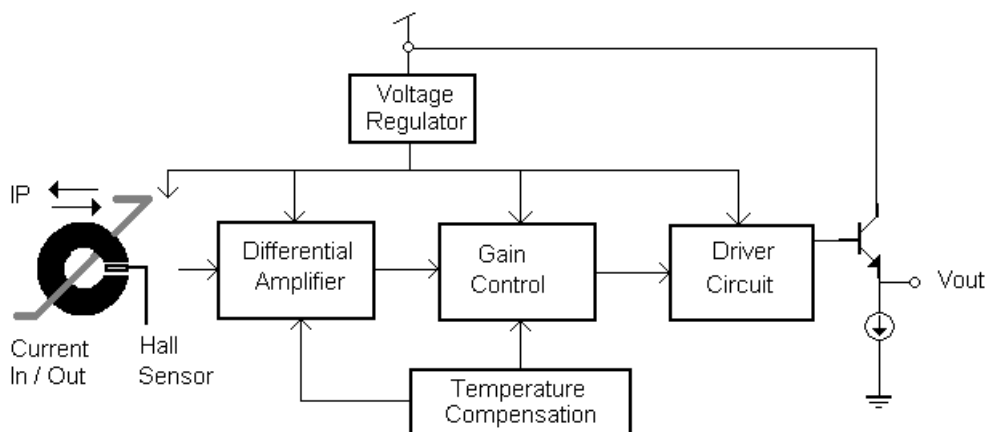 Voltage
Regulator
IP
Differential
Amplifier
Gain
Control
Driver
Circuit
Vout
Current
In / Out
Hall
Sensor
Temperature
Compensation